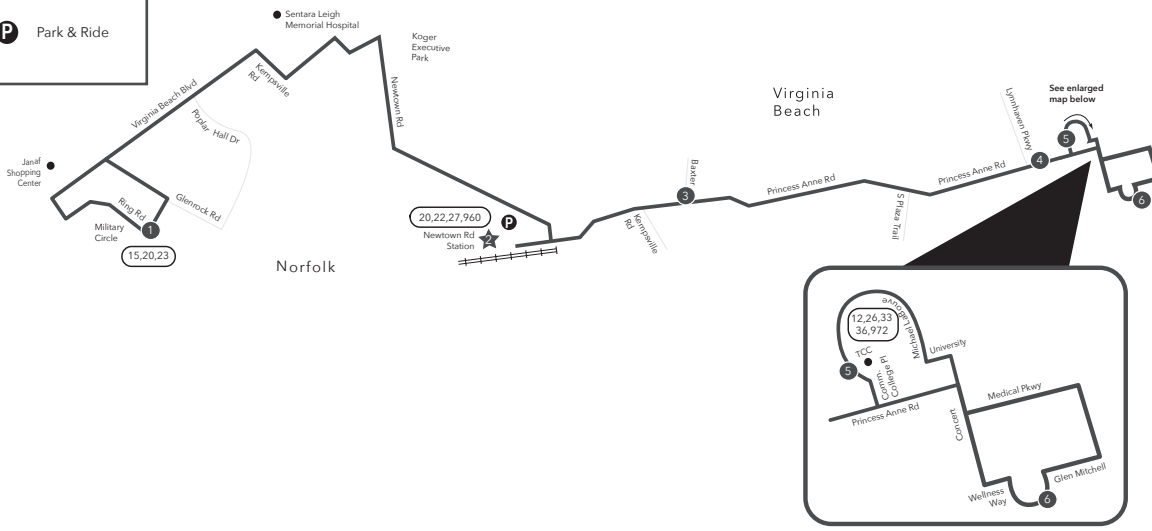 P Park & Ride
Sentara Leigh
Memorial Hospital
Koger
Executive
Park
Kempsville
Rd
Virginia Beach Blvd
Poplar Hall Dr
Newtown Rd
Janaf
Shopping
Center
Ring Rd
Glenrock Rd
Military
Circle
1
15,20,23
Norfolk
20,22,27,960
P
Newtown Rd
Station
2
Kempsville
Rd
Baxter
3
Princess Anne Rd
Virginia
Beach
S Plaza Trail
Princess Anne Rd
Lynnhaven Pkwy
4
See enlarged
map below
5
6
12,26,33
36,972
Michael LaBouve
TCC
5
Comm.
College Pl
University
Princess Anne Rd
Concert
Medical Pkwy
Wellness
Way
6
Glen Mitchell